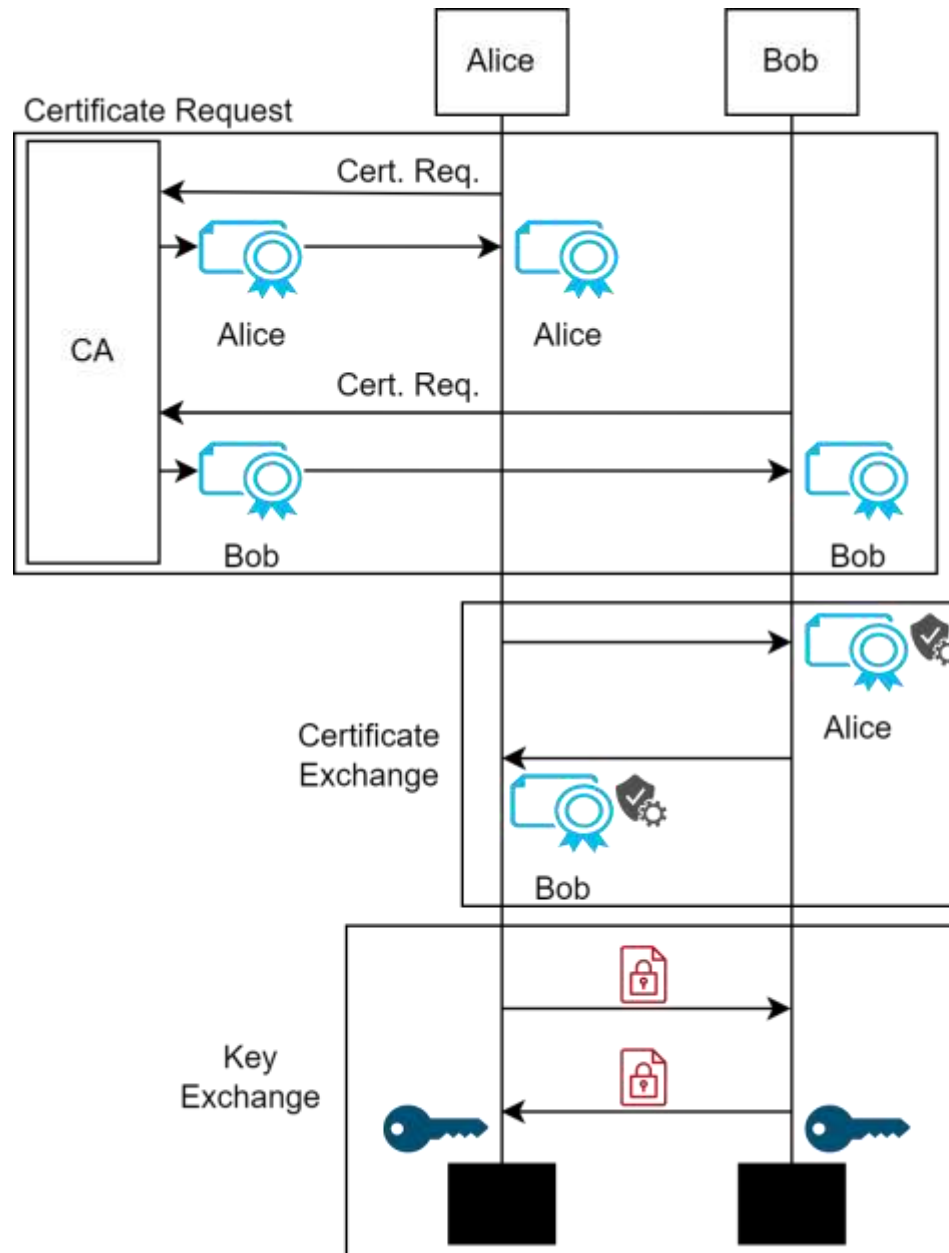 Alice
Bob
Certificate Request
Cert. Req.
Alice
Alice
CA
Cert. Req.
Bob
Bob
Alice
Certificate
Exchange
Bob
Key
Exchange